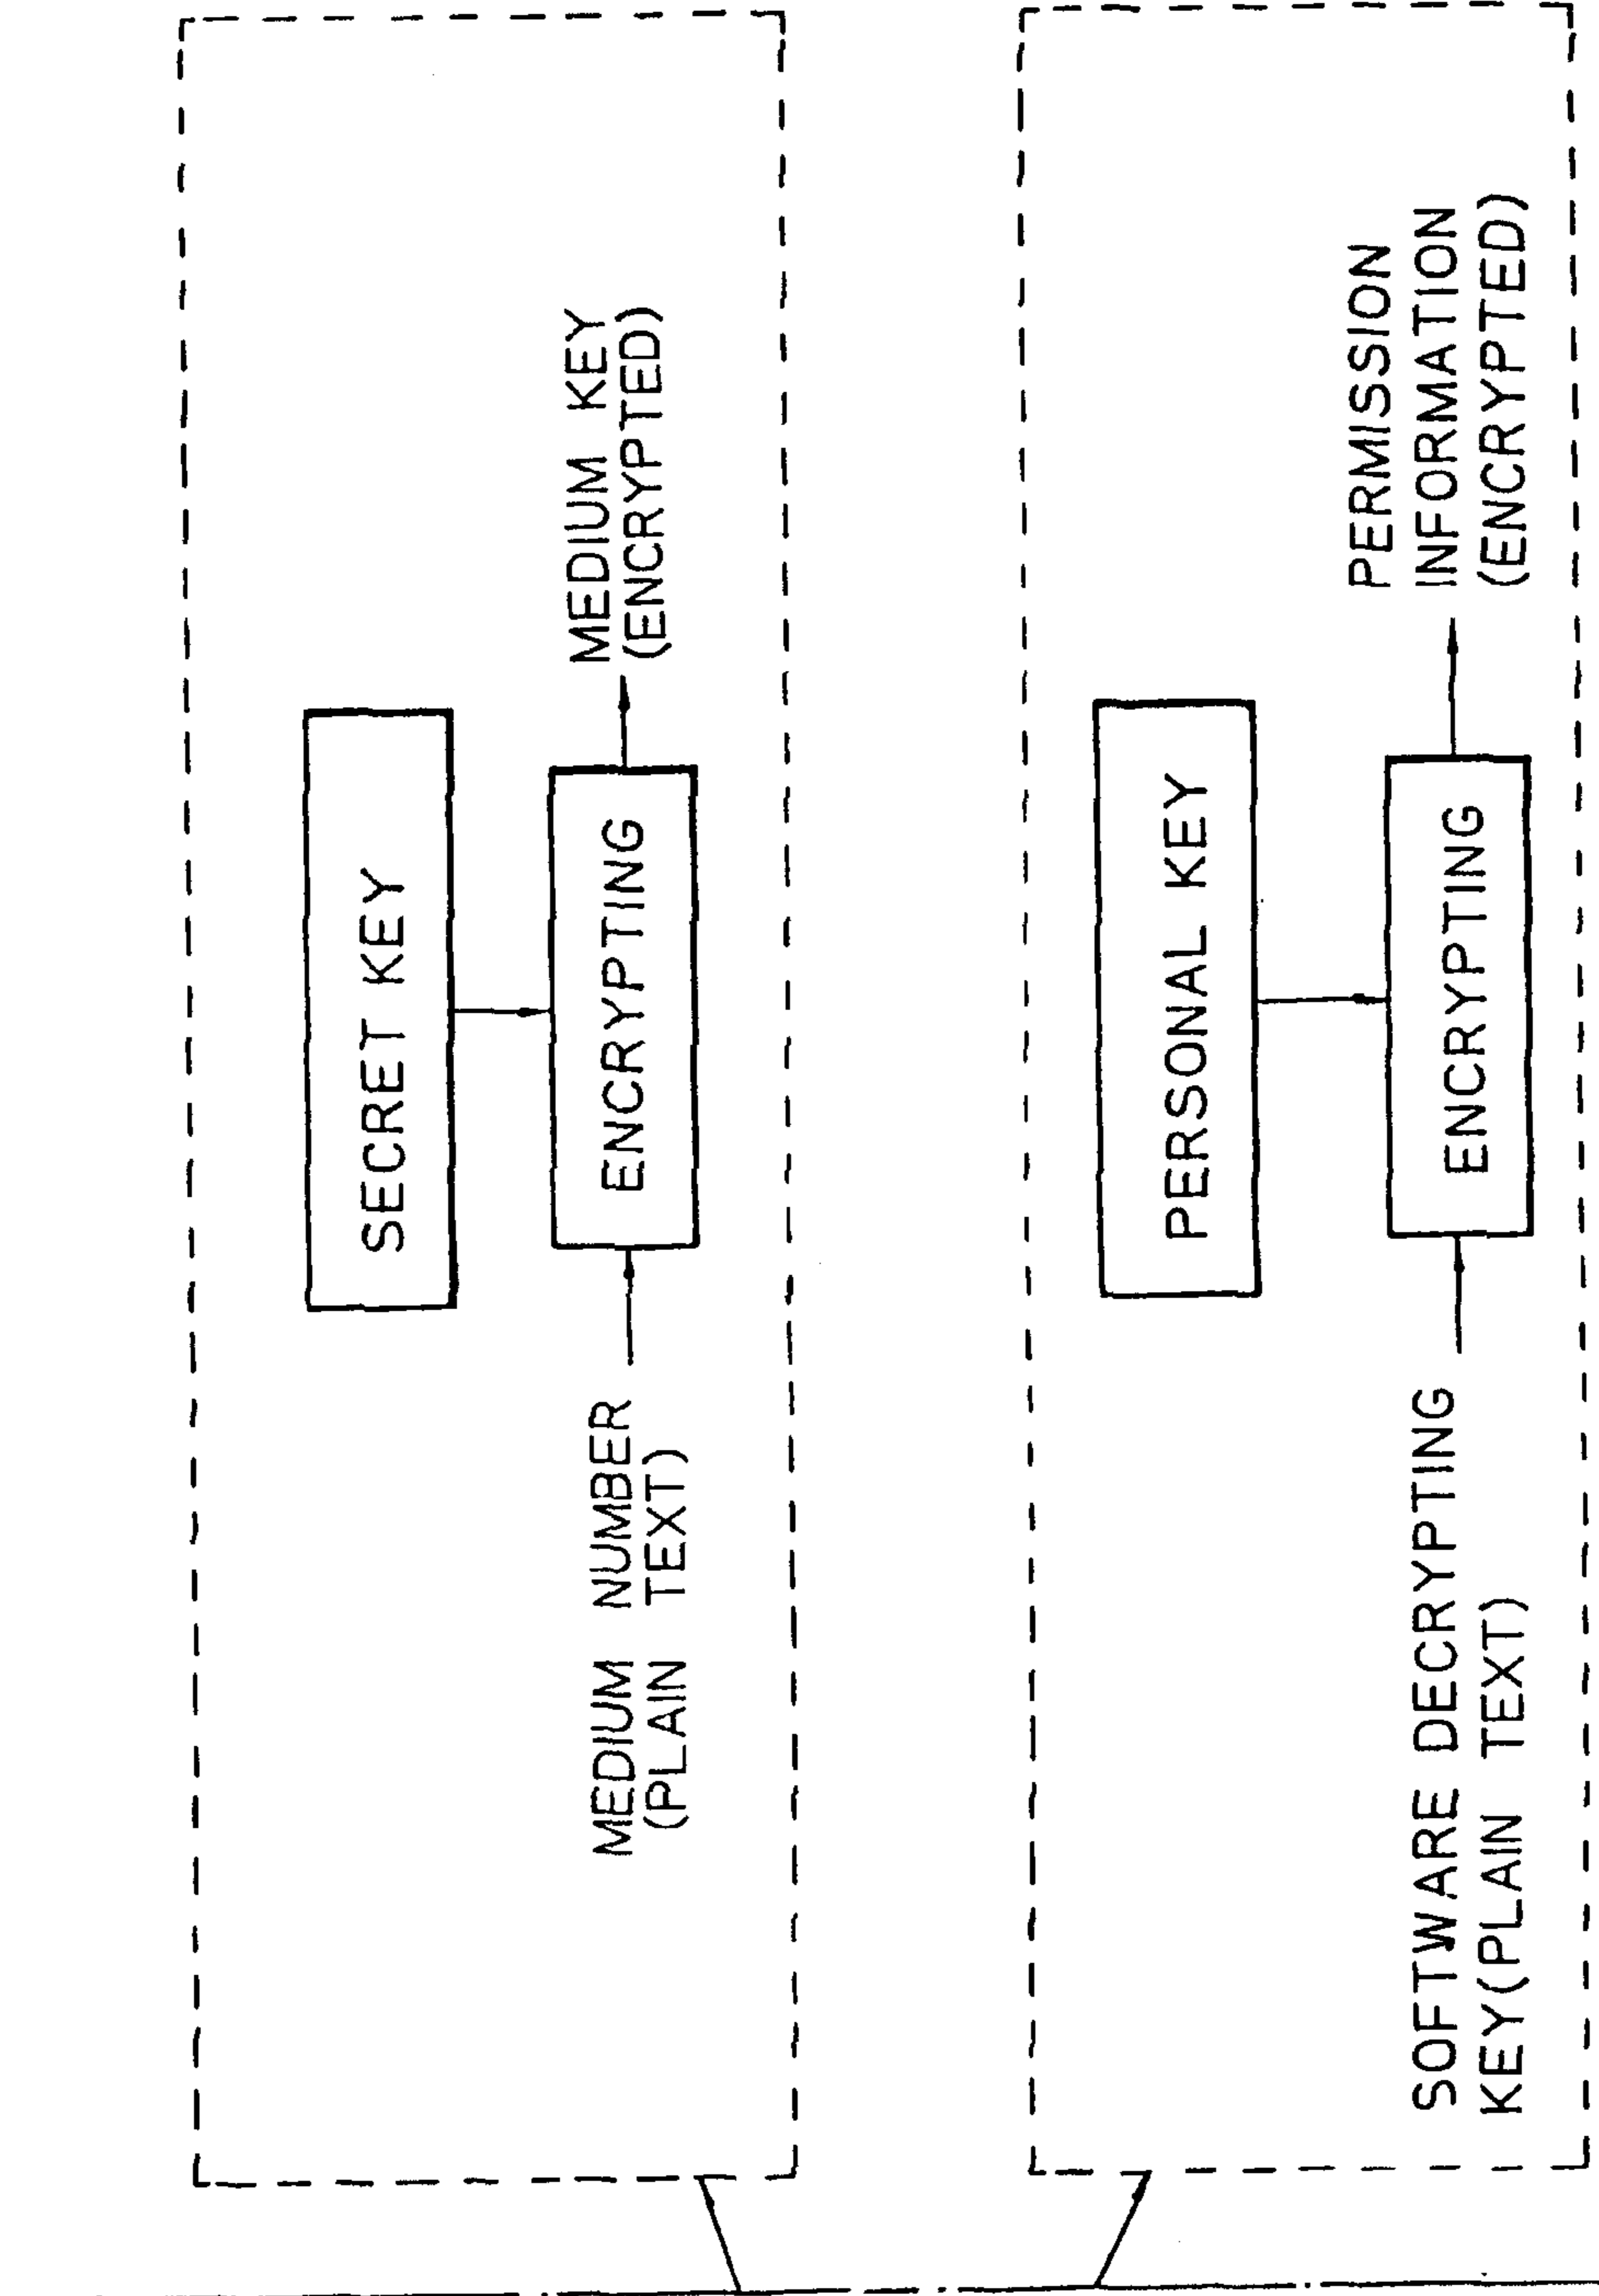 SECRET KEY
MEDIUM NUMBER
(PLAIN TEXT)
ENCRYPTING
MEDIUM KEY
(ENCRYPTED)
PERSONAL KEY
SOFTWARE DECRYPTING
KEY(PLAIN TEXT)
ENCRYPTING
PERMISSION
INFORMATION
(ENCRYPTED)